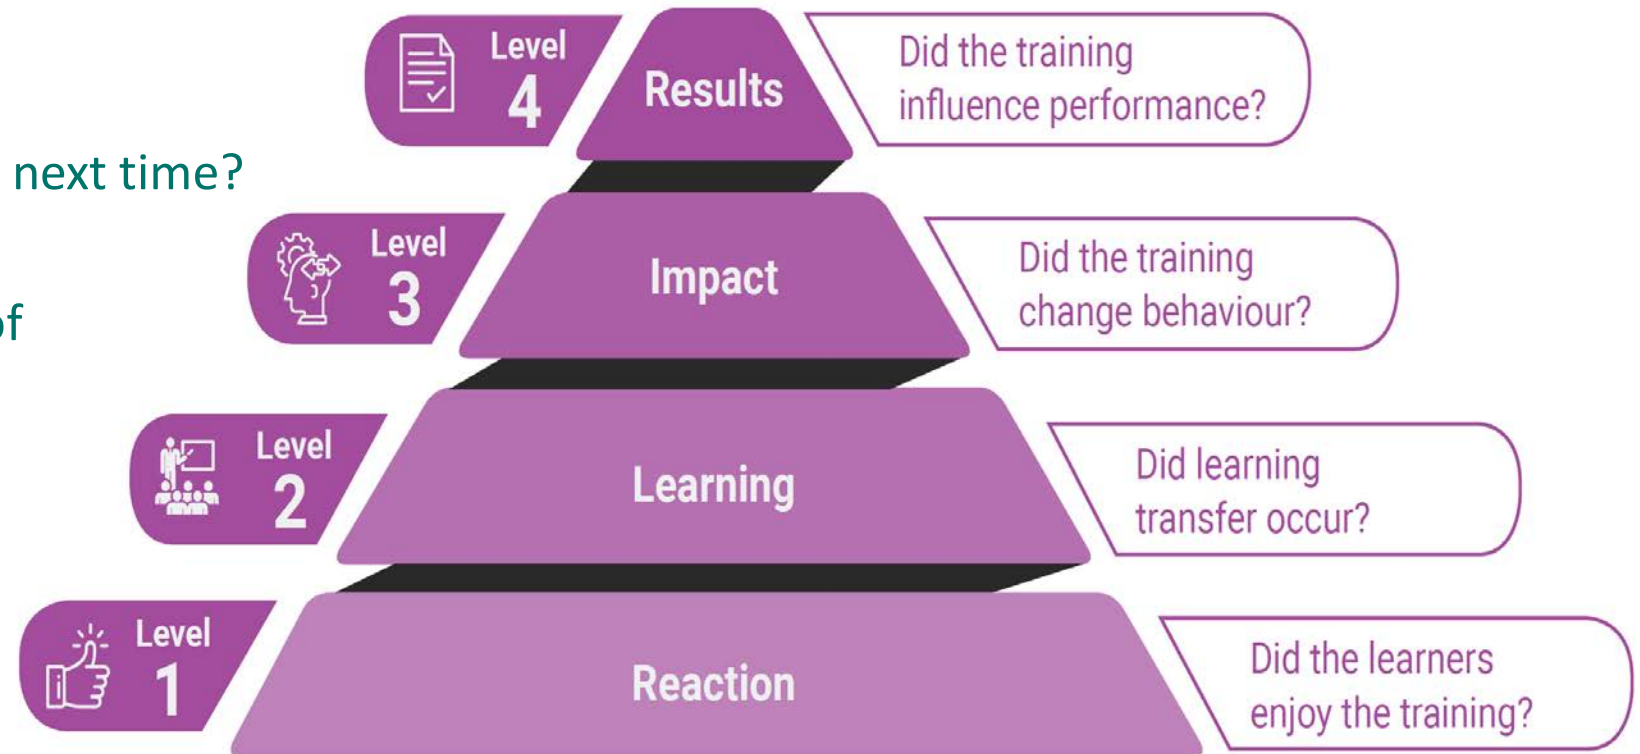 Level
4
Results
Did the training
influence performance?
next time?
Level
3
Impact
Did the training
change behaviour?
of
Level
2
Learning
Did learning
transfer occur?
Level
1
Reaction
Did the learners
enjoy the training?